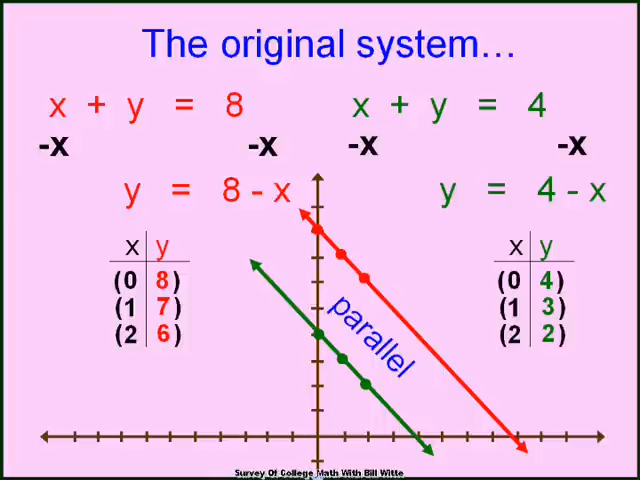 The original system…
x + y = 8
x + y = 4
-x -x
-x -x
y = 8 - x
y = 4 - x
x y
(0 8)
(1 7)
(2 6)
parallel
x y
(0 4)
(1 3)
(2 2)
Survey Of College Math With Bill Witte